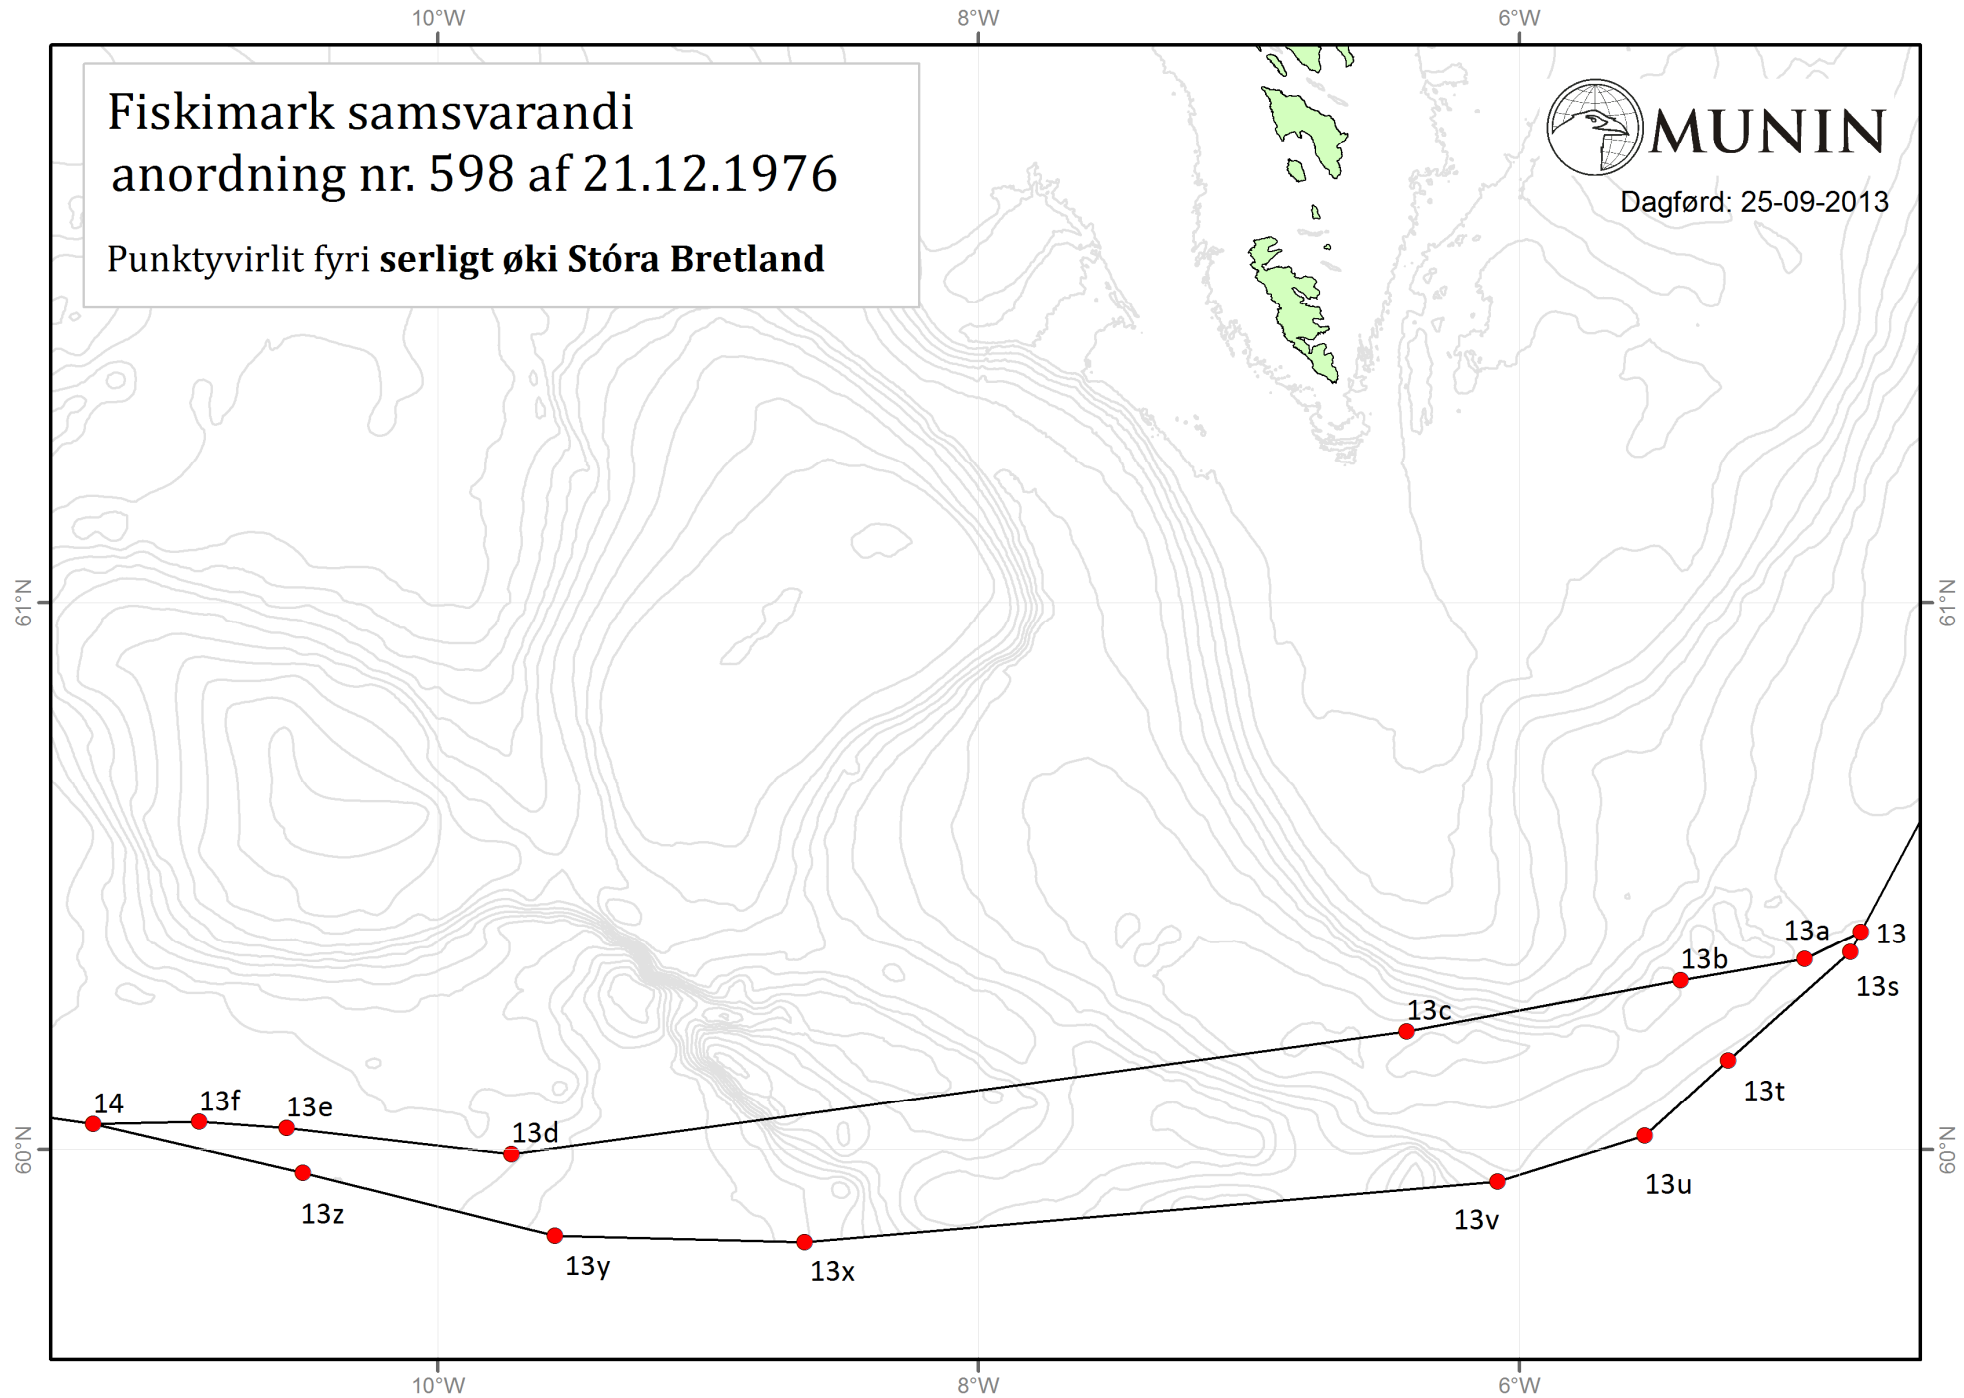 10°W
8°W
6°W
Fiskimark samsvarandi
anordning nr. 598 af 21.12.1976
Punktyvirlit fyri serligt øki Stóra Bretland
MUNIN
Dagførd: 25-09-2013
61°N
61°N
13a
13
13b
13s
13c
13t
14
13f
13e
13d
60°N
60°N
13u
13z
13v
13y
13x
10°W
8°W
6°W